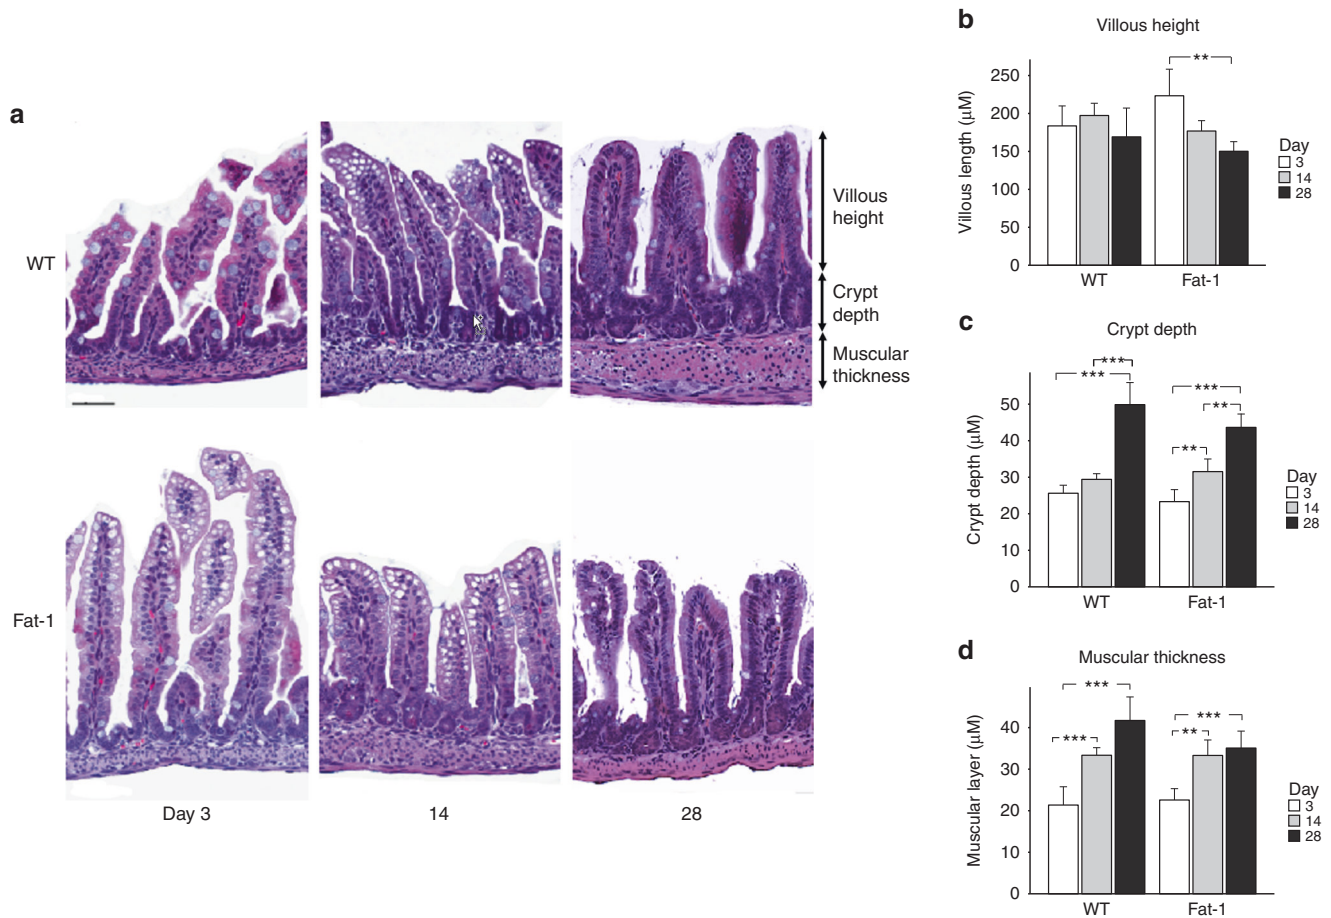 a
WT
Villous
height
Crypt
depth
Muscular
thickness
Fat-1
Day 3
14
28
b
Villous height
Villous length (μM)
250
200
150
100
50
0
**
WT
Fat-1
Day
3
14
28
c
Crypt depth
Crypt depth (μM)
50
40
30
20
10
0
***
***
***
**
**
WT
Fat-1
Day
3
14
28
d
Muscular thickness
Muscular layer (μM)
40
30
20
10
0
***
***
***
**
WT
Fat-1
Day
3
14
28